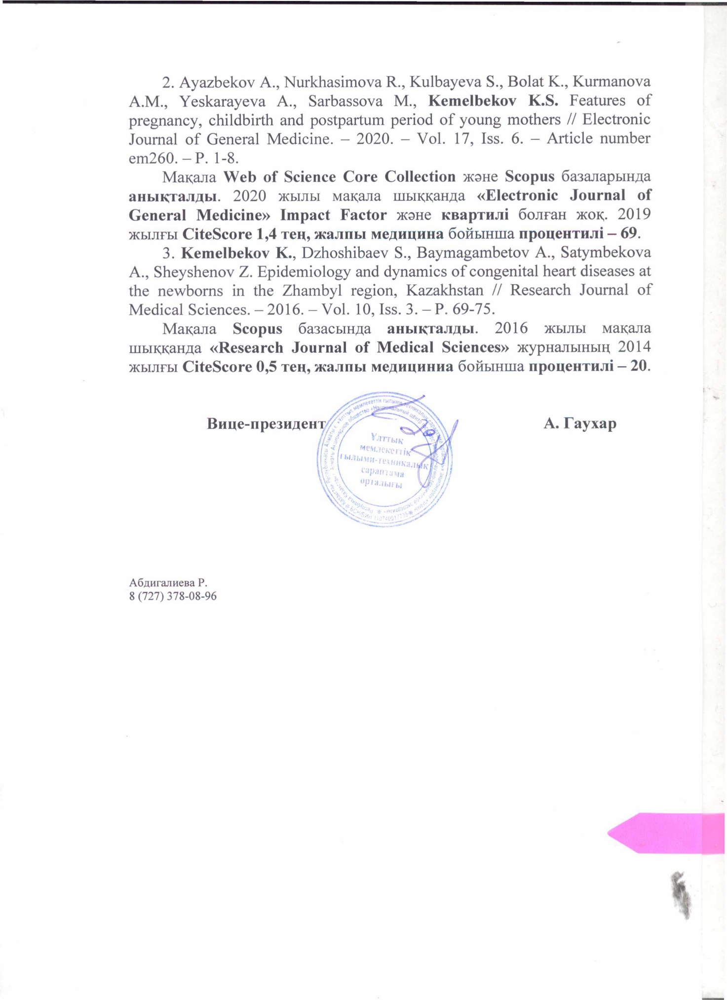 2. Ayazbekov A., Nurkhasimova R., Kulbayeva S., Bolat K., Kurmanova
A.M., Yeskarayeva A., Sarbassova M., Kemelbekov K.S. Features of
pregnancy, childbirth and postpartum period of young mothers // Electronic
Journal of General Medicine. – 2020. – Vol. 17, Iss. 6. – Article number
em260. – P. 1-8.
Мақала Web of Science Core Collection және Scopus базаларында
анықталды. 2020 жылы мақала шыққанда «Electronic Journal of
General Medicine» Impact Factor және квартилі болған жоқ. 2019
жылғы CiteScore 1,4 тең, жалпы медицина бойынша процентилі – 69.
3. Kemelbekov K., Dzhoshibaev S., Baymagambetov A., Satymbekova
A., Sheyshenov Z. Epidemiology and dynamics of congenital heart diseases at
the newborns in the Zhambyl region, Kazakhstan // Research Journal of
Medical Sciences. – 2016. – Vol. 10, Iss. 3. – P. 69-75.
Мақала Scopus базасында анықталды. 2016 жылы мақала
шыққанда «Research Journal of Medical Sciences» журналының 2014
жылғы CiteScore 0,5 тең, жалпы медициниа бойынша процентилі – 20.
Вице-президент А. Гаухар
Ұлттық
мемлекеттік
ғылыми-техникалық
сараптама
орталығы
Абдигалиева Р.
8 (727) 378-08-96